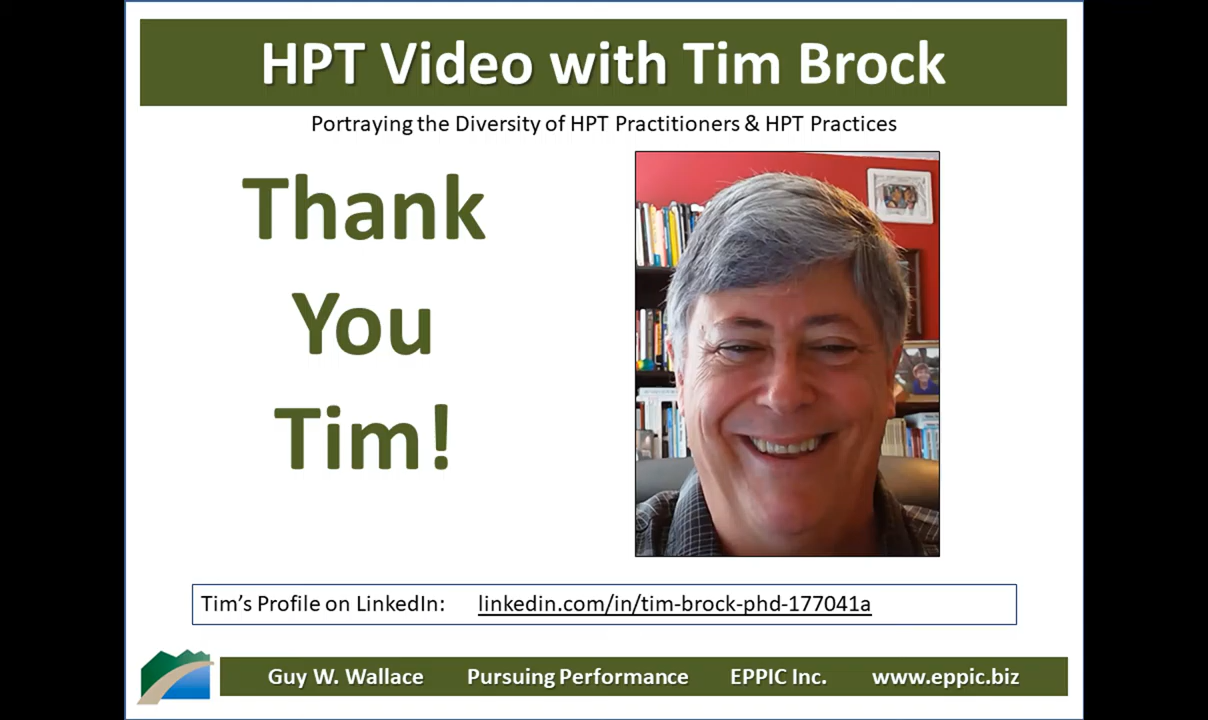 HPT Video with Tim Brock
Portraying the Diversity of HPT Practitioners & HPT Practices
Thank
You
Tim!
Tim’s Profile on LinkedIn: linkedin.com/in/tim-brock-phd-177041a
Guy W. Wallace Pursuing Performance EPPIC Inc. www.eppic.biz